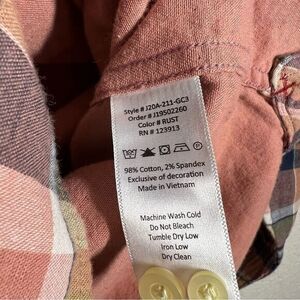 Style # J20A-211-GC3
Order # J19502260
Color # RUST
RN # 123913
98% Cotton, 2% Spandex
Exclusive of decoration
Made in Vietnam
Machine Wash Cold
Do Not Bleach
Tumble Dry Low
Iron Low
Dry Clean